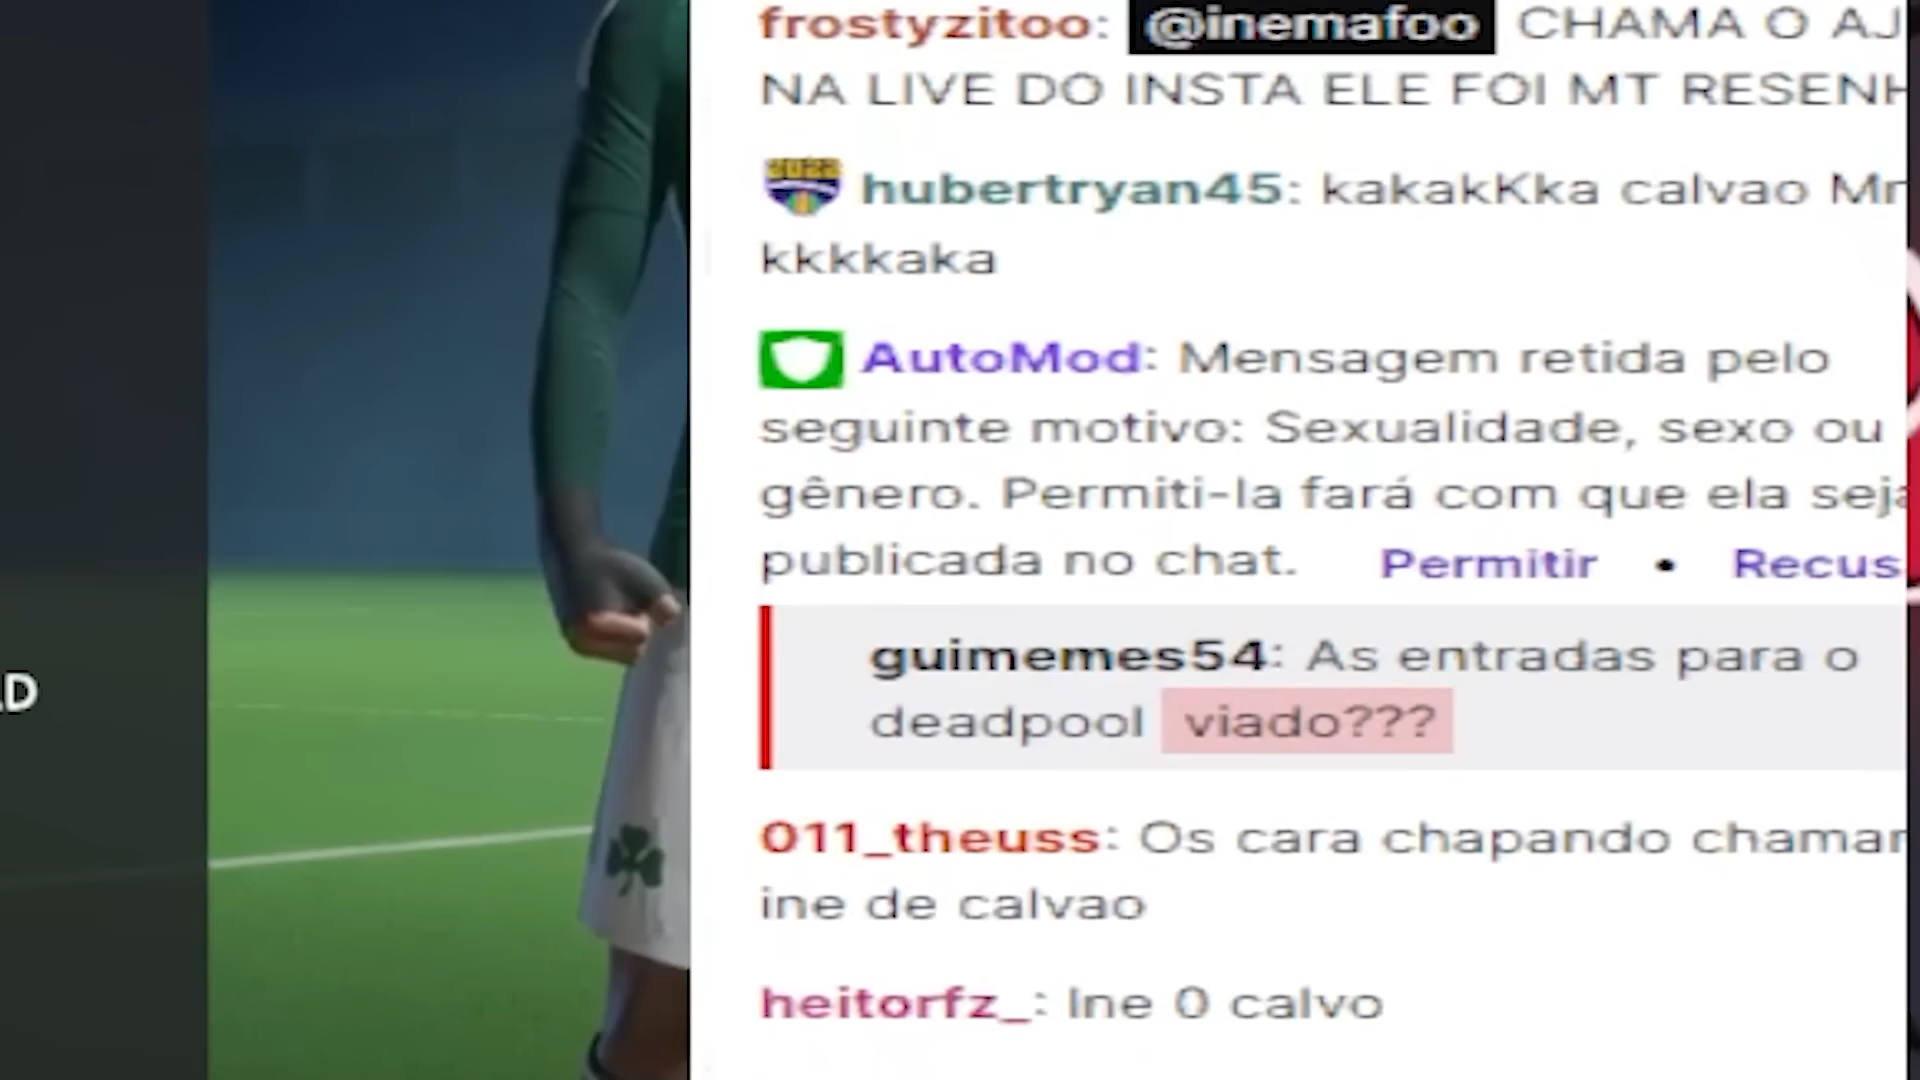 frostyzitoo: @inemafoo CHAMA O AJ
NA LIVE DO INSTA ELE FOI MT RESENH
2022 hubertryan45: kakakKka calvao Mr
kkkkaka
AutoMod: Mensagem retida pelo
seguinte motivo: Sexualidade, sexo ou
gênero. Permiti-la fará com que ela seja
publicada no chat. Permitir • Recus
guimemes54: As entradas para o
deadpool viado???
011_theuss: Os cara chapando chamar
ine de calvao
heitorfz_: Ine 0 calvo